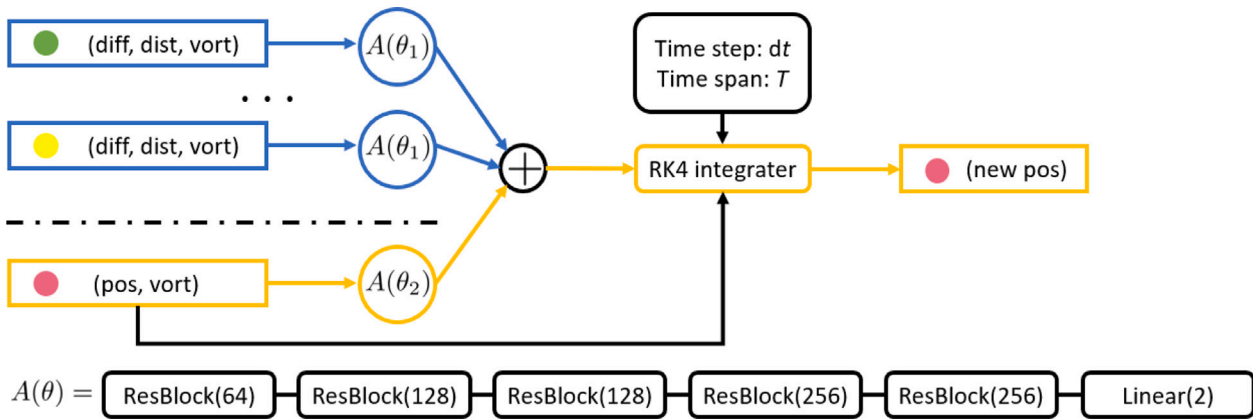 (diff, dist, vort)
A(θ₁)
. . .
(diff, dist, vort)
A(θ₁)
+
Time step: dt
Time span: T
RK4 integrater
(new pos)
(pos, vort)
A(θ₂)
A(θ) = ResBlock(64) ResBlock(128) ResBlock(128) ResBlock(256) ResBlock(256) Linear(2)